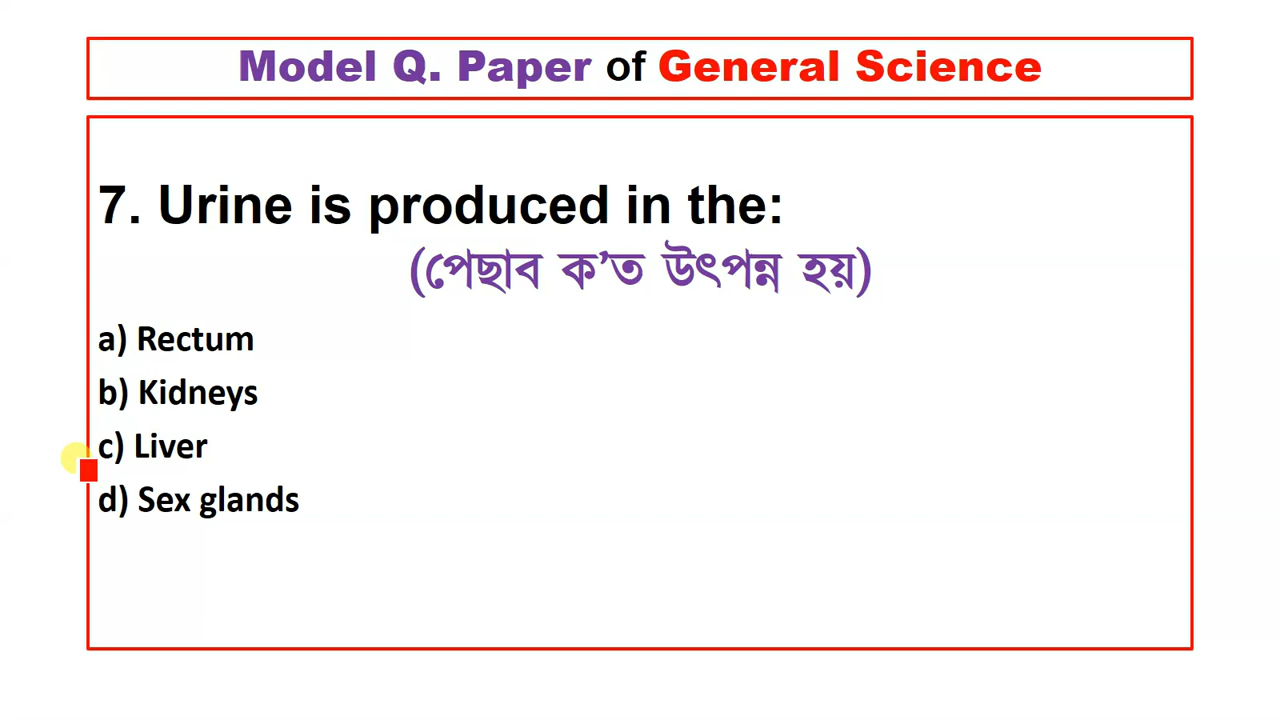 Model Q. Paper of General Science
7. Urine is produced in the:
(পেছাব ক’ত উৎপন্ন হয়)
a) Rectum
b) Kidneys
c) Liver
d) Sex glands